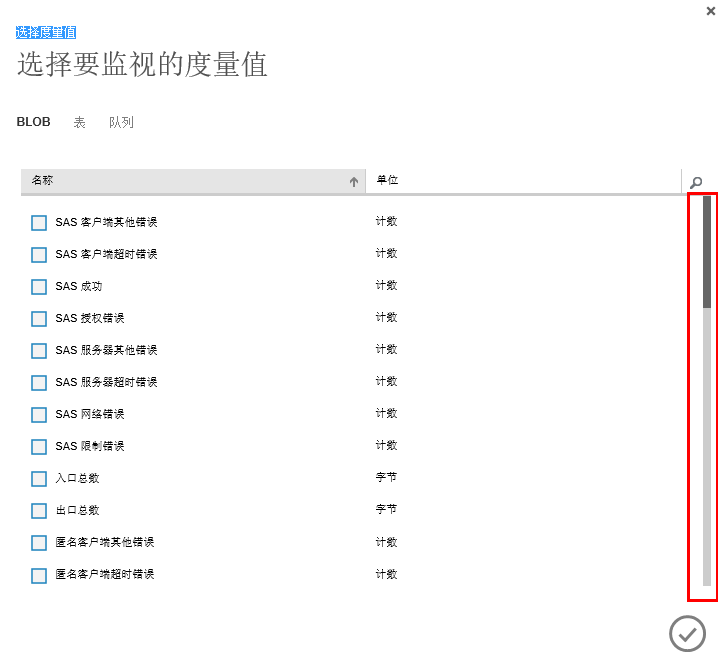 选择度量值
选择要监视的度量值
BLOB 表 队列
名称 单位
SAS 客户端其他错误 计数
SAS 客户端超时错误 计数
SAS 成功 计数
SAS 授权错误 计数
SAS 服务器其他错误 计数
SAS 服务器超时错误 计数
SAS 网络错误 计数
SAS 限制错误 计数
入口总数 字节
出口总数 字节
匿名客户端其他错误 计数
匿名客户端超时错误 计数